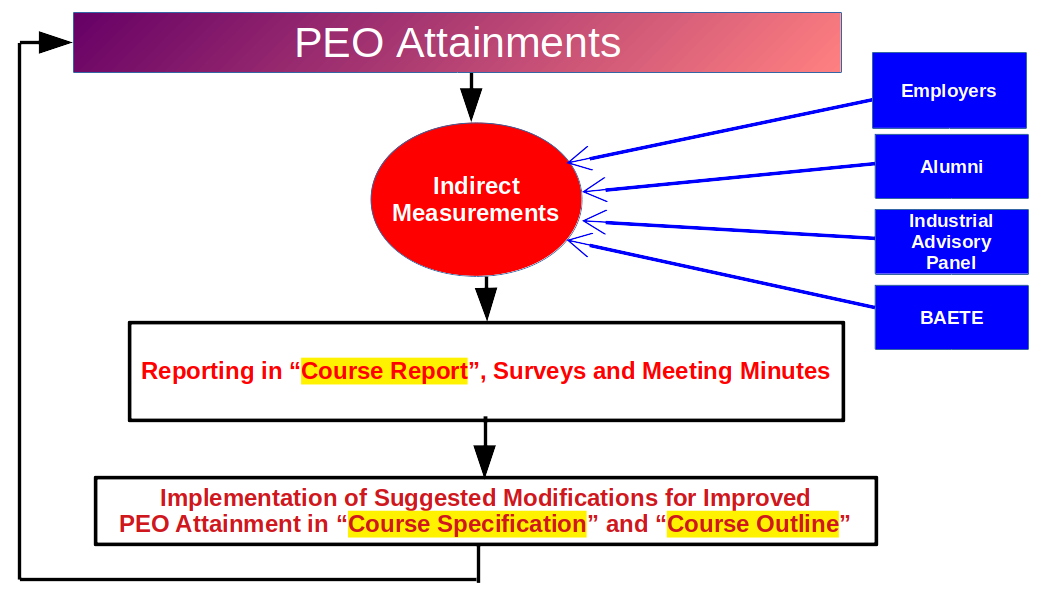 PEO Attainments
Employers
Alumni
Industrial
Advisory
Panel
BAETE
Indirect
Measurements
Reporting in “Course Report”, Surveys and Meeting Minutes
Implementation of Suggested Modifications for Improved
PEO Attainment in “Course Specification” and “Course Outline”